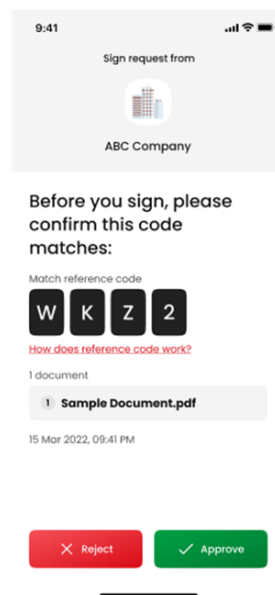 9:41
Sign request from
ABC Company
Before you sign, please
confirm this code
matches:
Match reference code
W K Z 2
How does reference code work?
1 document
1 Sample Document.pdf
15 Mar 2022, 09:41 PM
Reject Approve